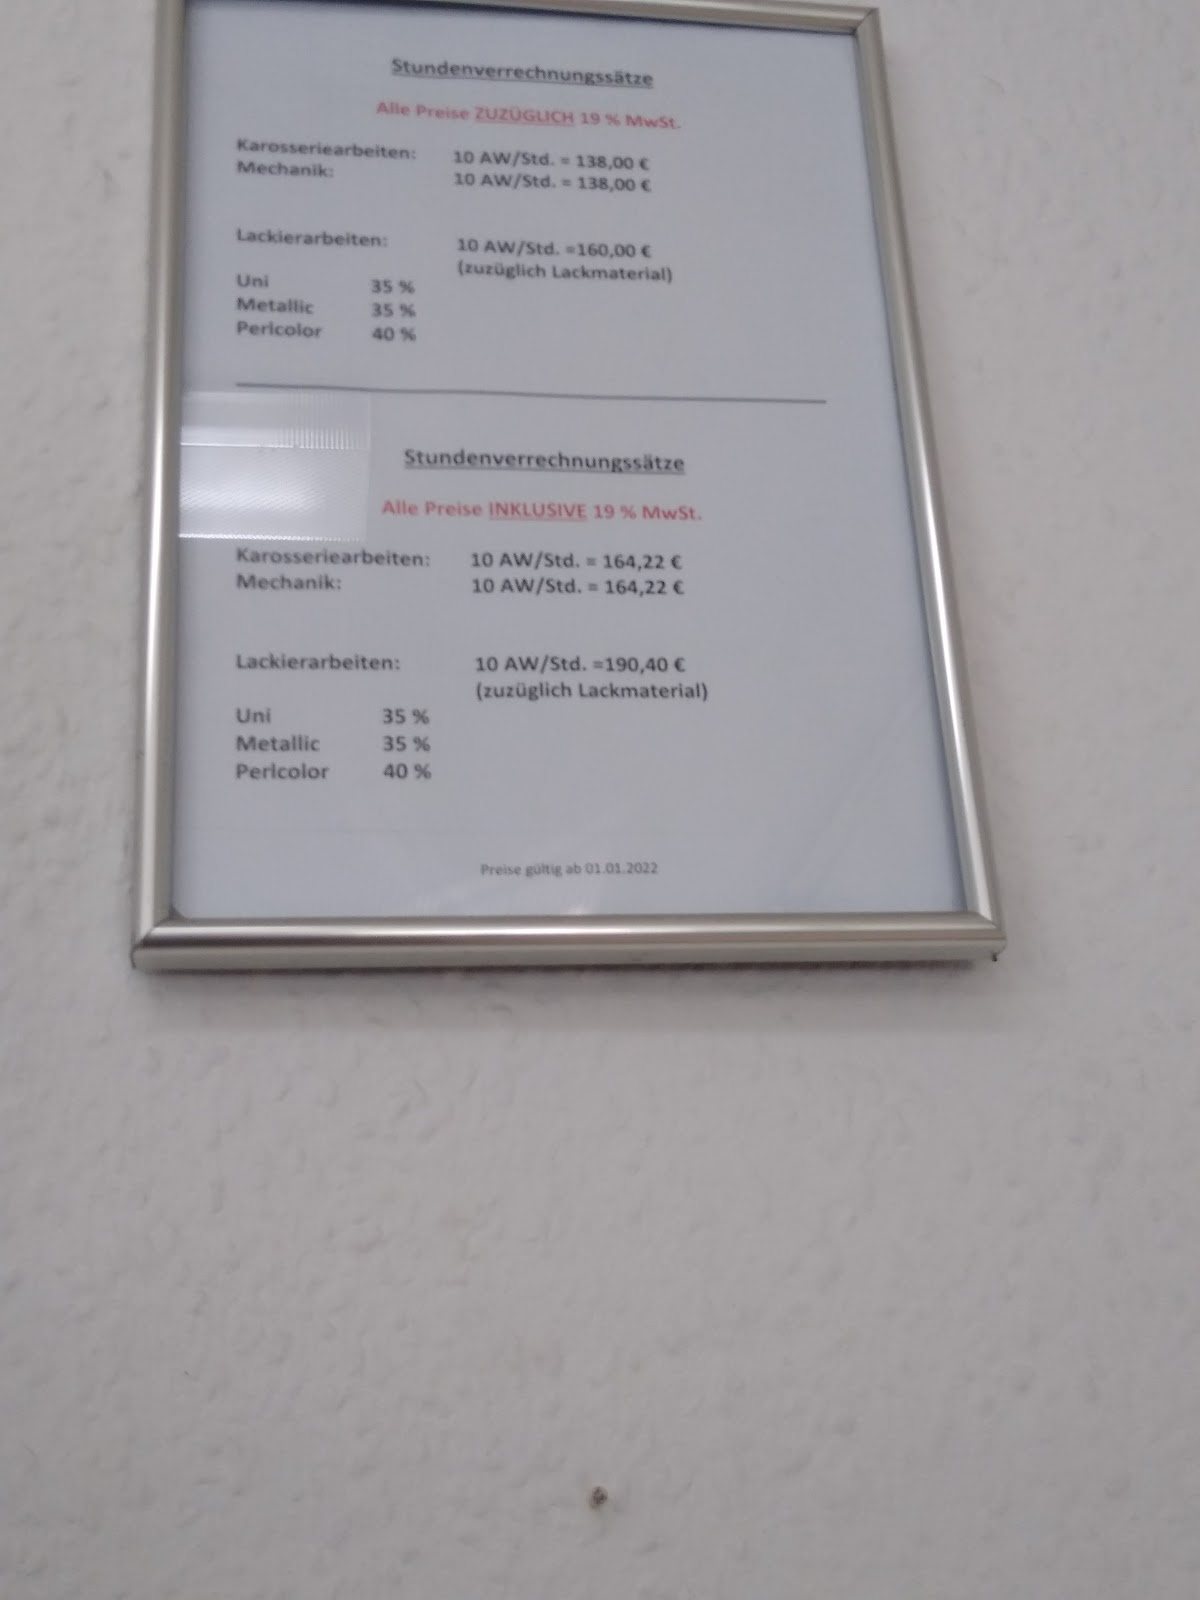 Stundenverrechnungssätze
Alle Preise ZUZÜGLICH 19 % MwSt.
Karosseriearbeiten: 10 AW/Std. = 138,00 €
Mechanik: 10 AW/Std. = 138,00 €
Lackierarbeiten: 10 AW/Std. =160,00 €
(zuzüglich Lackmaterial)
Uni 35 %
Metallic 35 %
Perlcolor 40 %
Stundenverrechnungssätze
Alle Preise INKLUSIVE 19 % MwSt.
Karosseriearbeiten: 10 AW/Std. = 164,22 €
Mechanik: 10 AW/Std. = 164,22 €
Lackierarbeiten: 10 AW/Std. =190,40 €
(zuzüglich Lackmaterial)
Uni 35 %
Metallic 35 %
Perlcolor 40 %
Preise gültig ab 01.01.2022